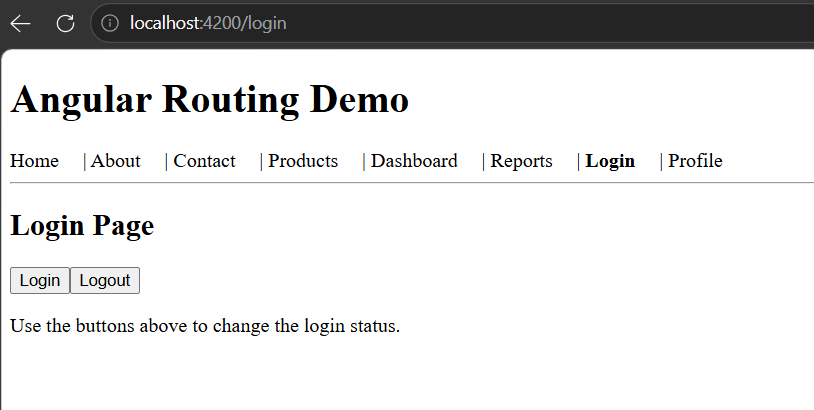 localhost:4200/login
Angular Routing Demo
Home | About | Contact | Products | Dashboard | Reports | Login | Profile
Login Page
Login Logout
Use the buttons above to change the login status.